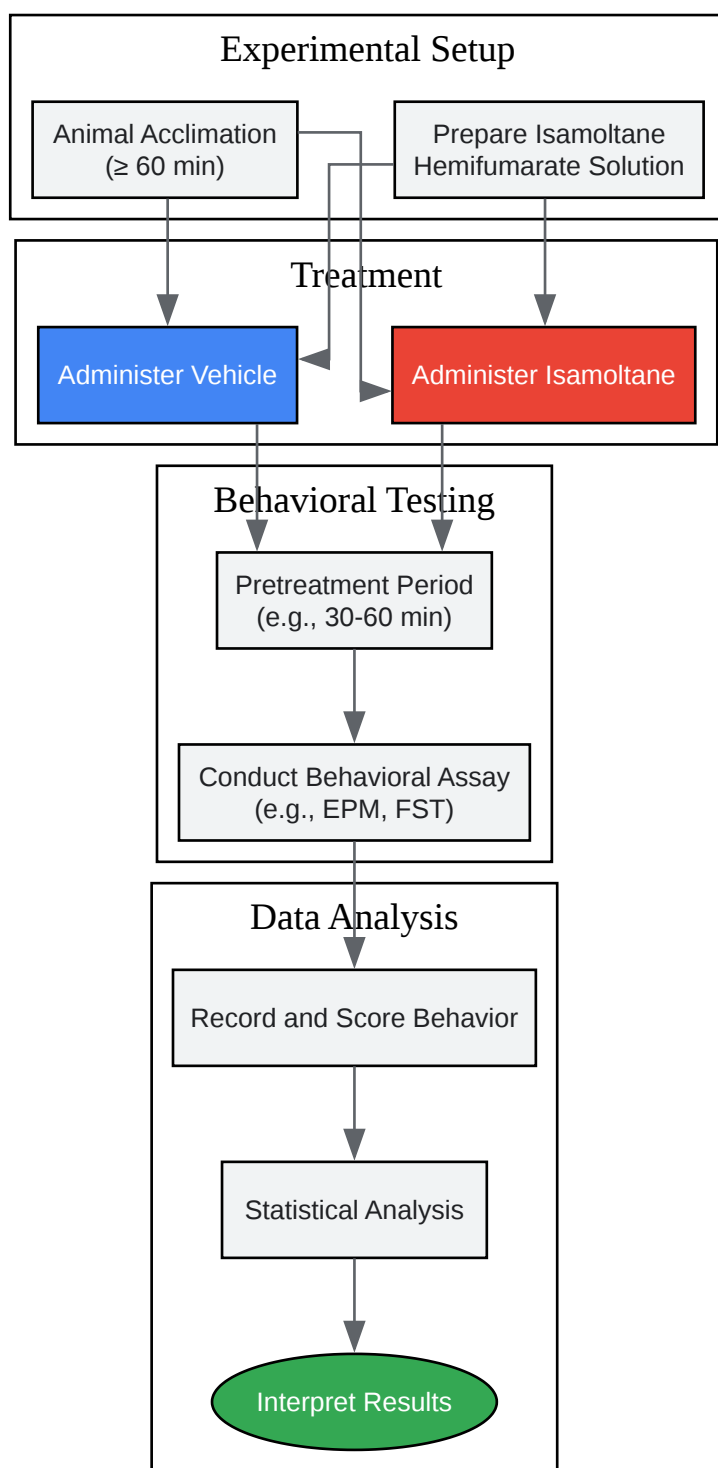 Experimental Setup
Animal Acclimation
(≥ 60 min)
Prepare Isamoltane
Hemifumarate Solution
Treatment
Administer Vehicle
Administer Isamoltane
Behavioral Testing
Pretreatment Period
(e.g., 30-60 min)
Conduct Behavioral Assay
(e.g., EPM, FST)
Data Analysis
Record and Score Behavior
Statistical Analysis
Interpret Results